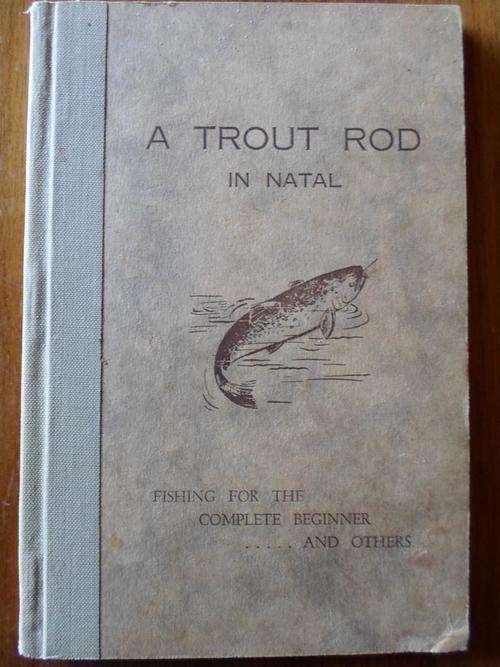 A TROUT ROD
IN NATAL
FISHING FOR THE
COMPLETE BEGINNER
. . . . . AND OTHERS